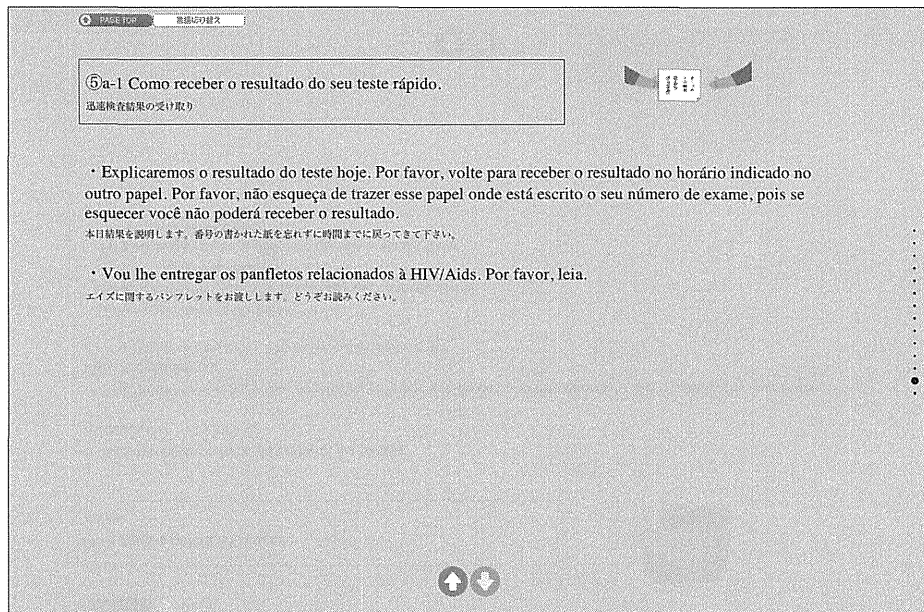 PAGE TOP
言語切り替え
⑤a-1 Como receber o resultado do seu teste rápido.
迅速検査結果の受け取り
・Explicaremos o resultado do teste hoje. Por favor, volte para receber o resultado no horário indicado no
outro papel. Por favor, não esqueça de trazer esse papel onde está escrito o seu número de exame, pois se
esquecer você não poderá receber o resultado.
本日結果を説明します。番号の書かれた紙を忘れずに時間までに戻ってきて下さい。
・Vou lhe entregar os panfletos relacionados à HIV/Aids. Por favor, leia.
エイズに関するパンフレットをお渡しします。どうぞお読みください。